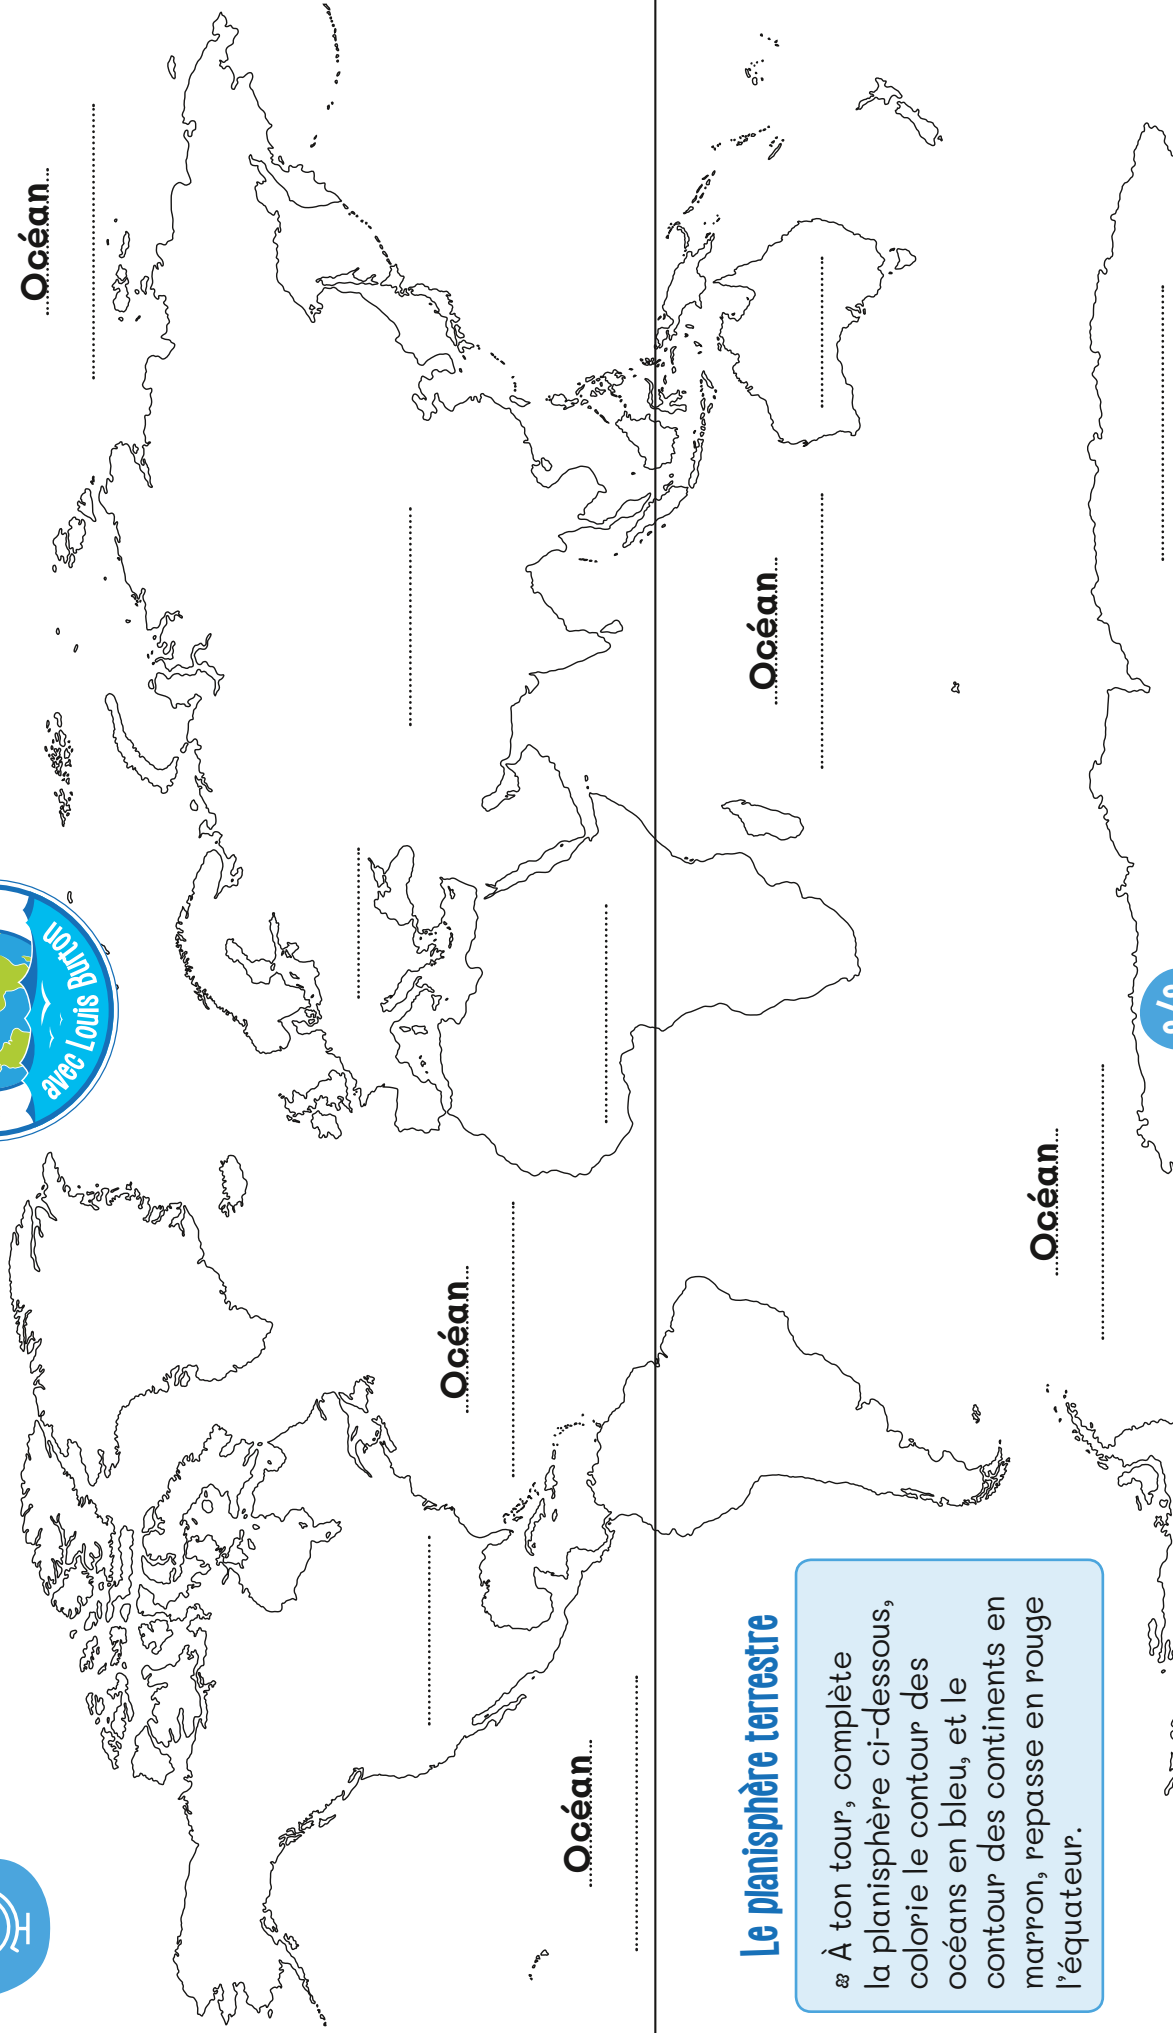 avec Louis Burton
Océan
Océan
Océan
Océan
Le planisphère terrestre
À ton tour, complète
la planisphère ci-dessous,
colorie le contour des
océans en bleu, et le
contour des continents en
marron, repasse en rouge
l'équateur.
Océan